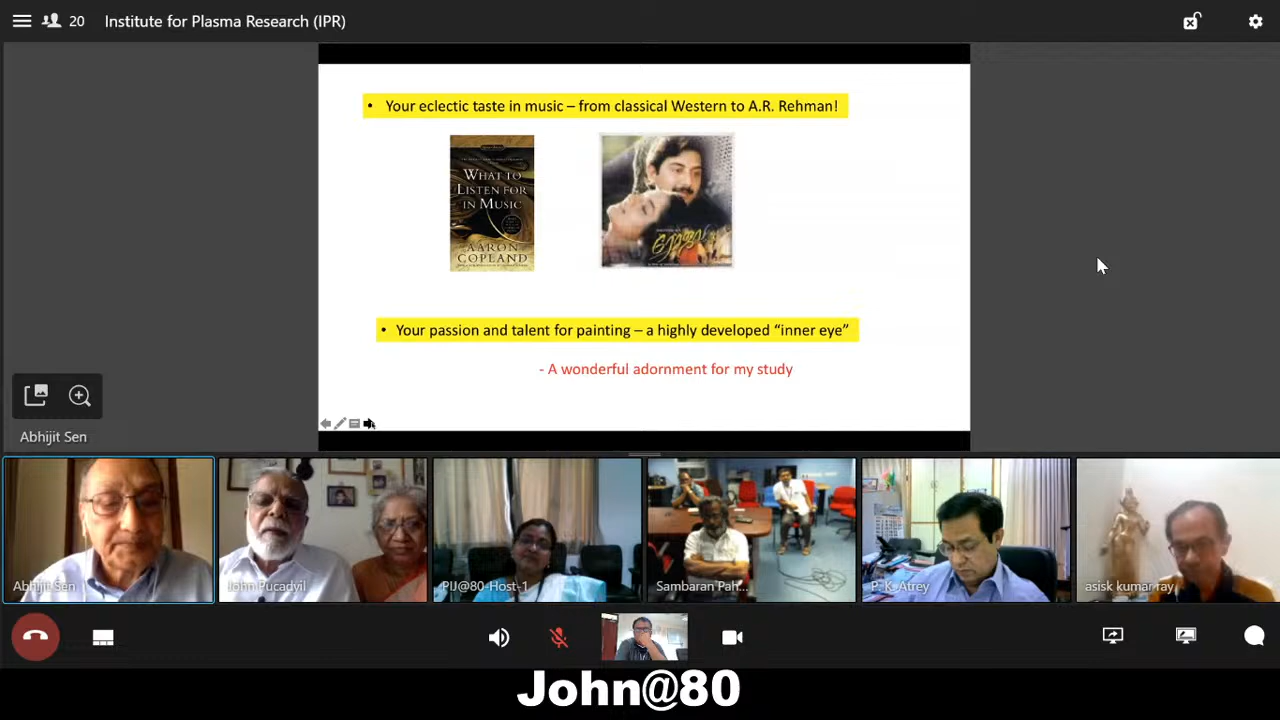 20 Institute for Plasma Research (IPR)
• Your eclectic taste in music – from classical Western to A.R. Rehman!
WHAT TO
LISTEN FOR
IN MUSIC
AARON
COPLAND
ரோஜா
• Your passion and talent for painting – a highly developed “inner eye”
- A wonderful adornment for my study
Abhijit Sen
Abhijit Sen
John Pucadyil
PIJ@80-Host-1
Sambaran Pah...
P. K. Atrey
asisk kumar ray
John@80